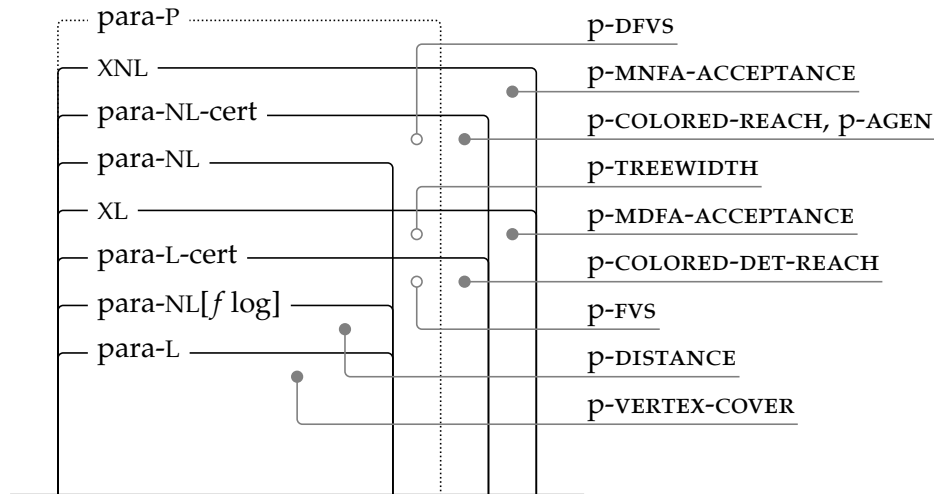 para-P
p-DFVS
XNL
p-MNFA-ACCEPTANCE
para-NL-cert
p-COLORED-REACH, p-AGEN
para-NL
p-TREEWIDTH
XL
p-MDFA-ACCEPTANCE
para-L-cert
p-COLORED-DET-REACH
para-NL[f log]
p-FVS
para-L
p-DISTANCE
p-VERTEX-COVER